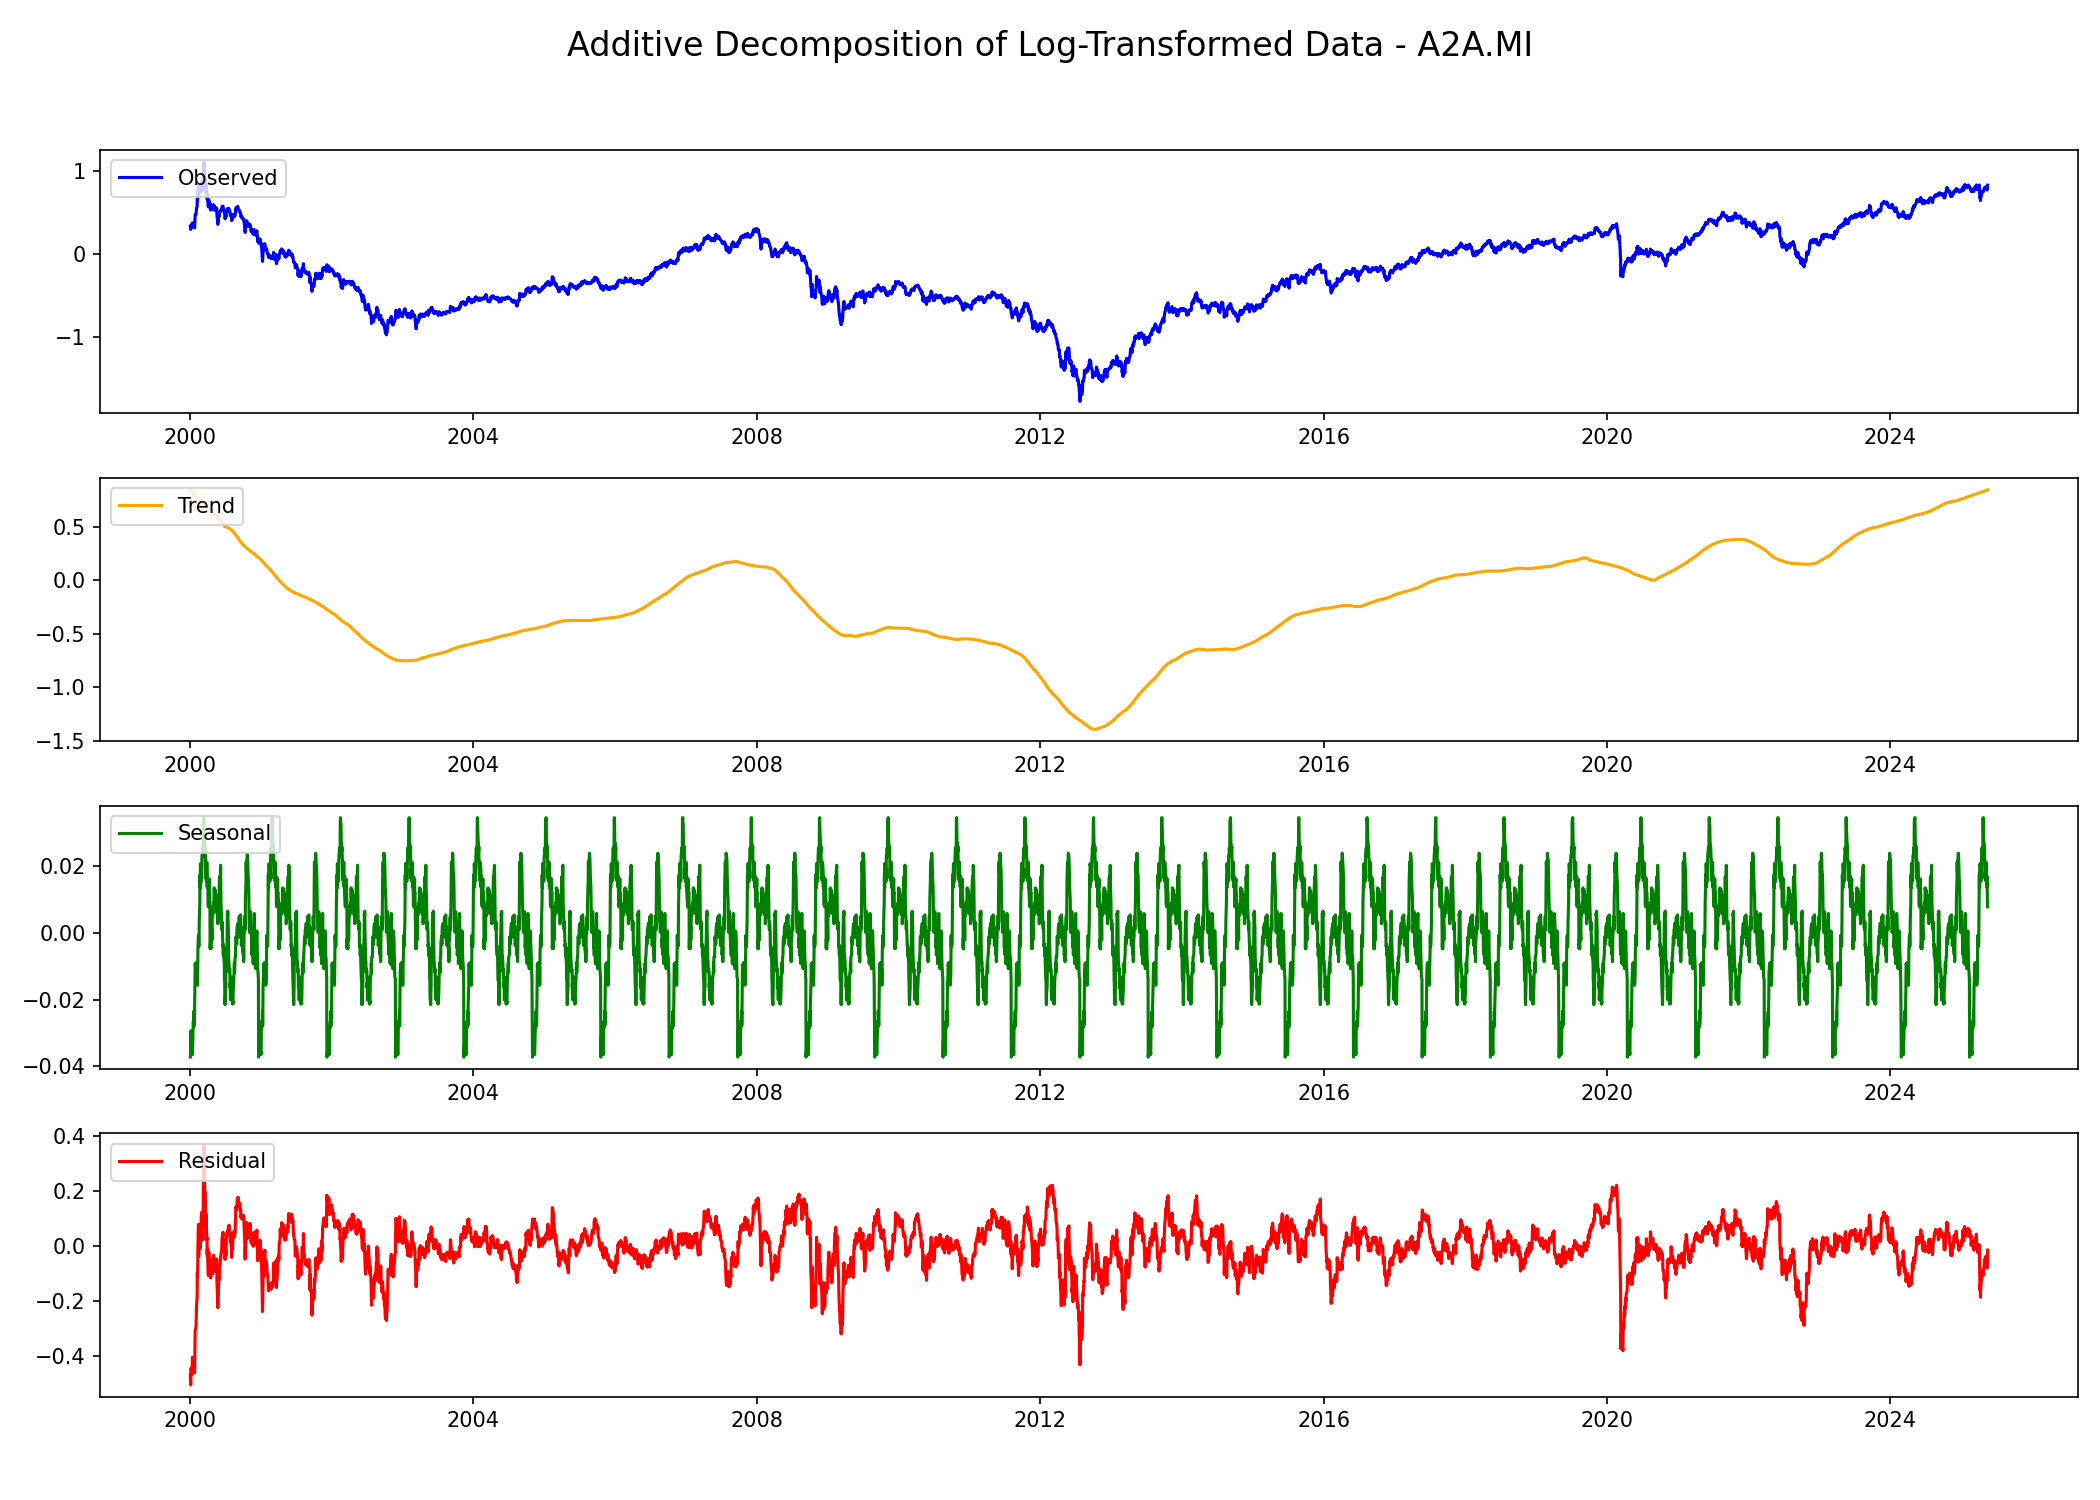 Additive Decomposition of Log-Transformed Data - A2A.MI
Observed
1
0
−1
2000 2004 2008 2012 2016 2020 2024
Trend
0.5
0.0
−0.5
−1.0
−1.5
2000 2004 2008 2012 2016 2020 2024
Seasonal
0.02
0.00
−0.02
−0.04
2000 2004 2008 2012 2016 2020 2024
0.4
Residual
0.2
0.0
−0.2
−0.4
2000 2004 2008 2012 2016 2020 2024